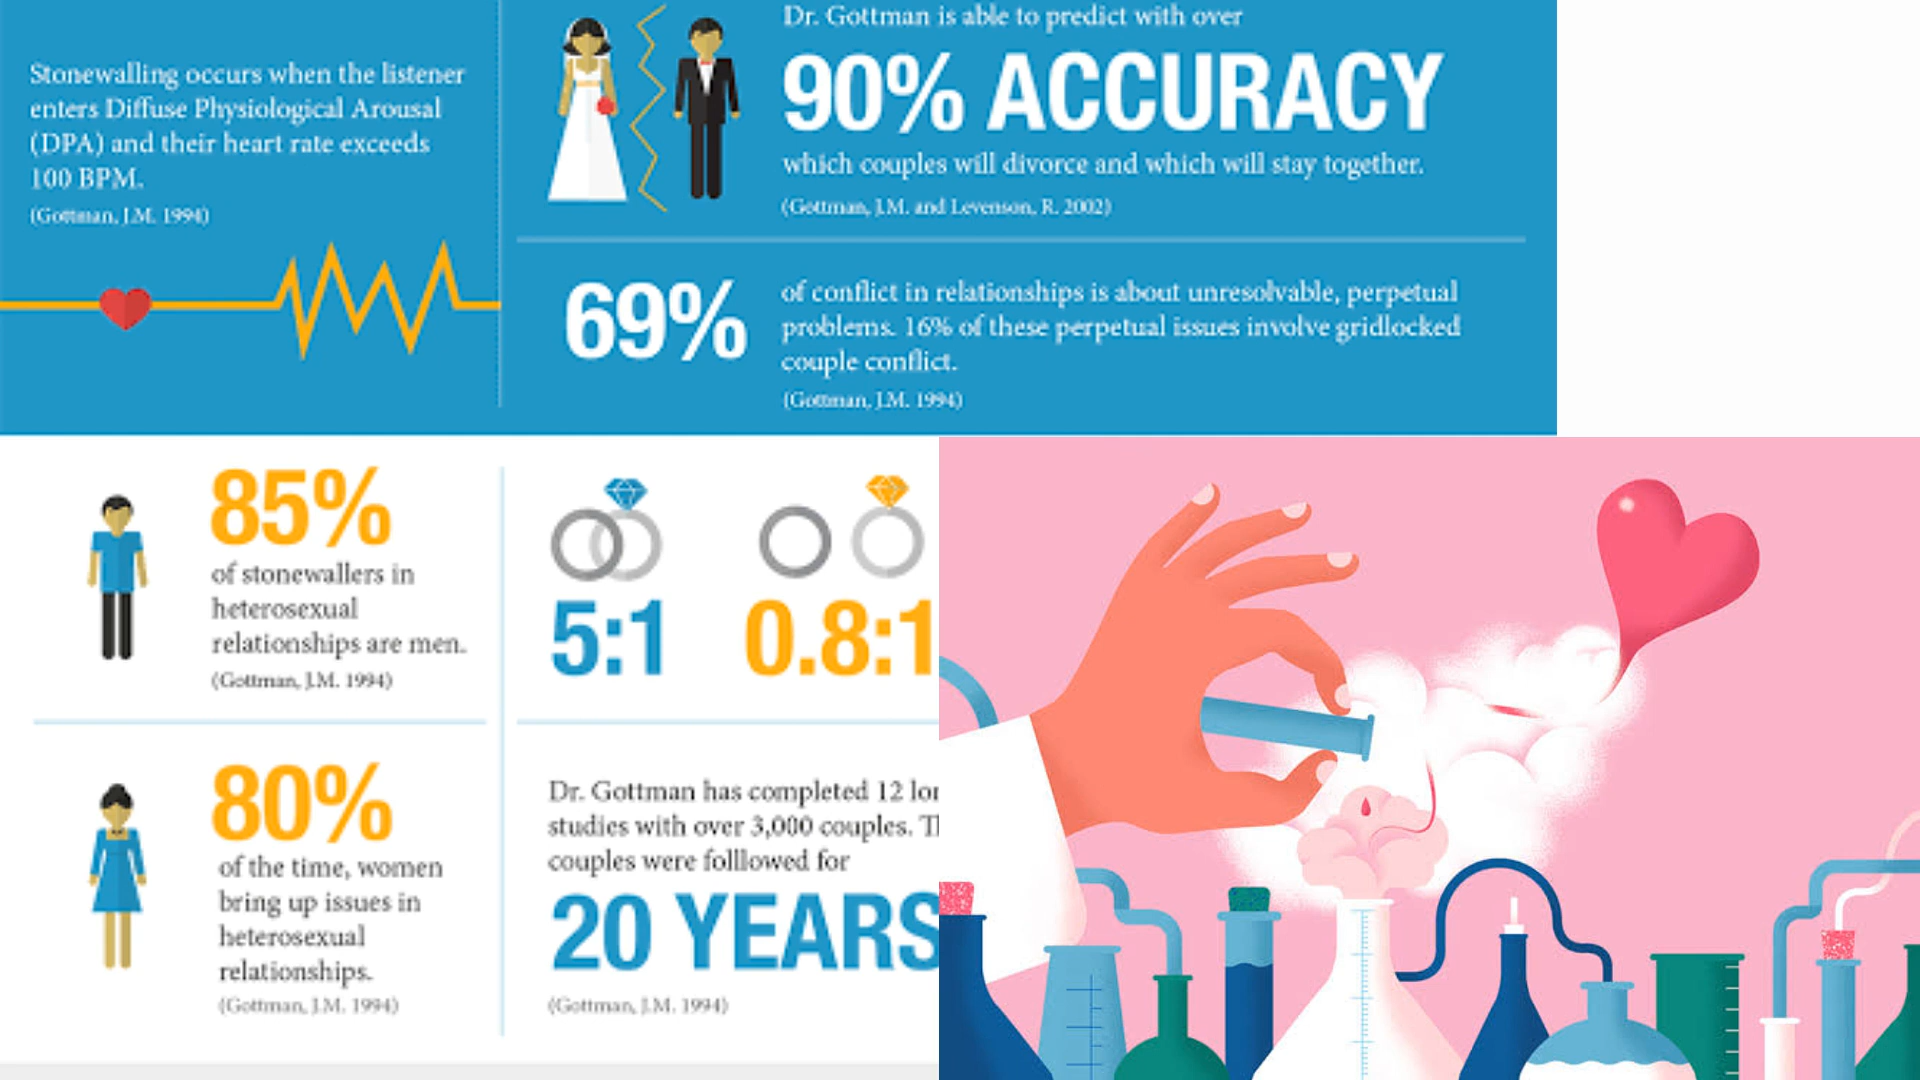 Stonewalling occurs when the listener
enters Diffuse Physiological Arousal
(DPA) and their heart rate exceeds
100 BPM.
(Gottman, J.M. 1994)
Dr. Gottman is able to predict with over
90% ACCURACY
which couples will divorce and which will stay together.
(Gottman, J.M. and Levenson, R. 2002)
69%
of conflict in relationships is about unresolvable, perpetual
problems. 16% of these perpetual issues involve gridlocked
couple conflict.
(Gottman, J.M. 1994)
85%
of stonewallers in
heterosexual
relationships are men.
(Gottman, J.M. 1994)
80%
of the time, women
bring up issues in
heterosexual
relationships.
(Gottman, J.M. 1994)
5:1 0.8:1
Dr. Gottman has completed 12
studies with over 3,000 couples.
couples were folllowed for
20 YEARS
(Gottman, J.M. 1994)